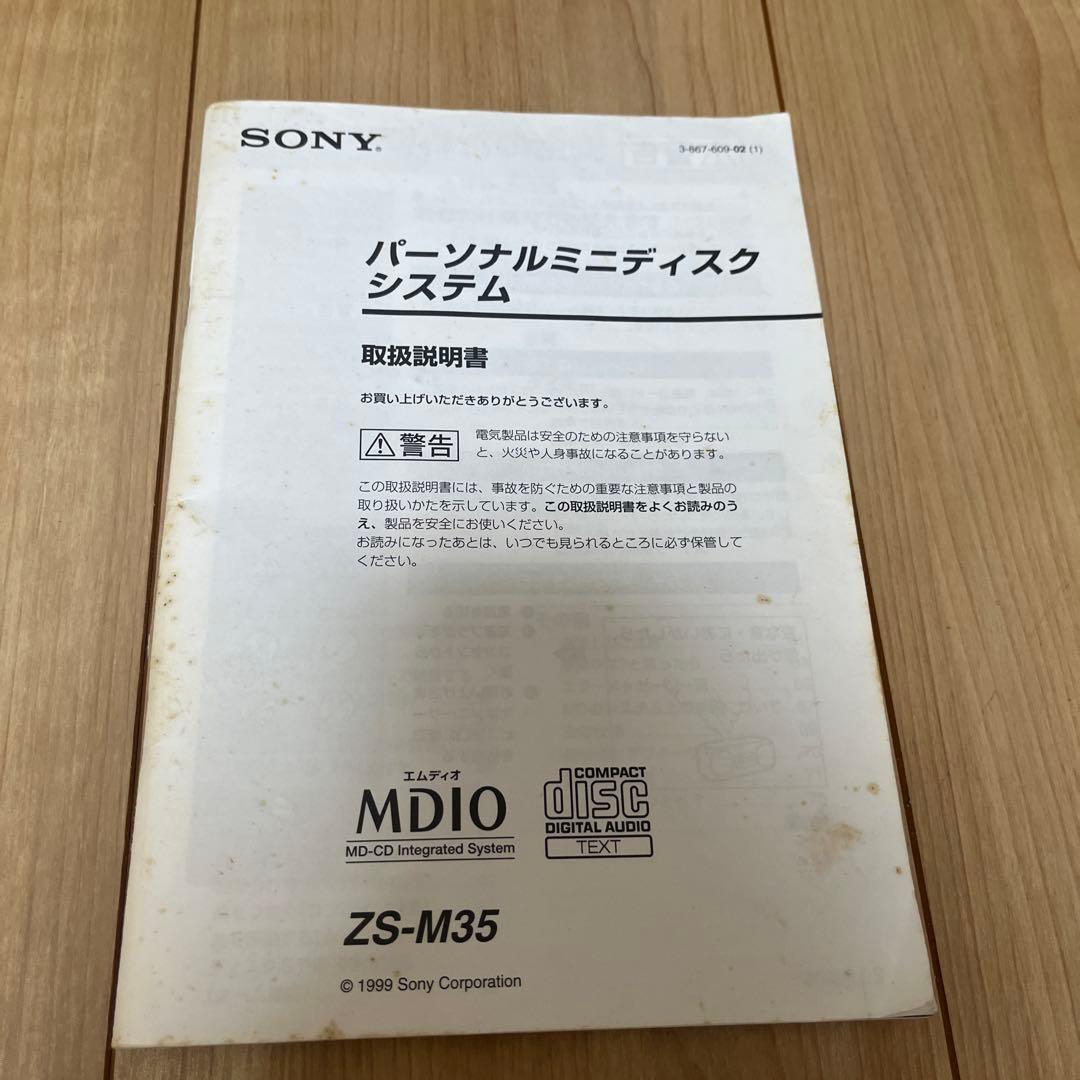 SONY®
3-867-609-02 (1)
パーソナルミニディスク
システム
取扱説明書
お買い上げいただきありがとうございます。
警告
電気製品は安全のための注意事項を守らない
と、火災や人身事故になることがあります。
この取扱説明書には、事故を防ぐための重要な注意事項と製品の
取り扱いかたを示しています。この取扱説明書をよくお読みのう
え、製品を安全にお使いください。
お読みになったあとは、いつでも見られるところに必ず保管して
ください。
エムディオ
MDIO
MD-CD Integrated System
COMPACT
disc
DIGITAL AUDIO
TEXT
ZS-M35
© 1999 Sony Corporation